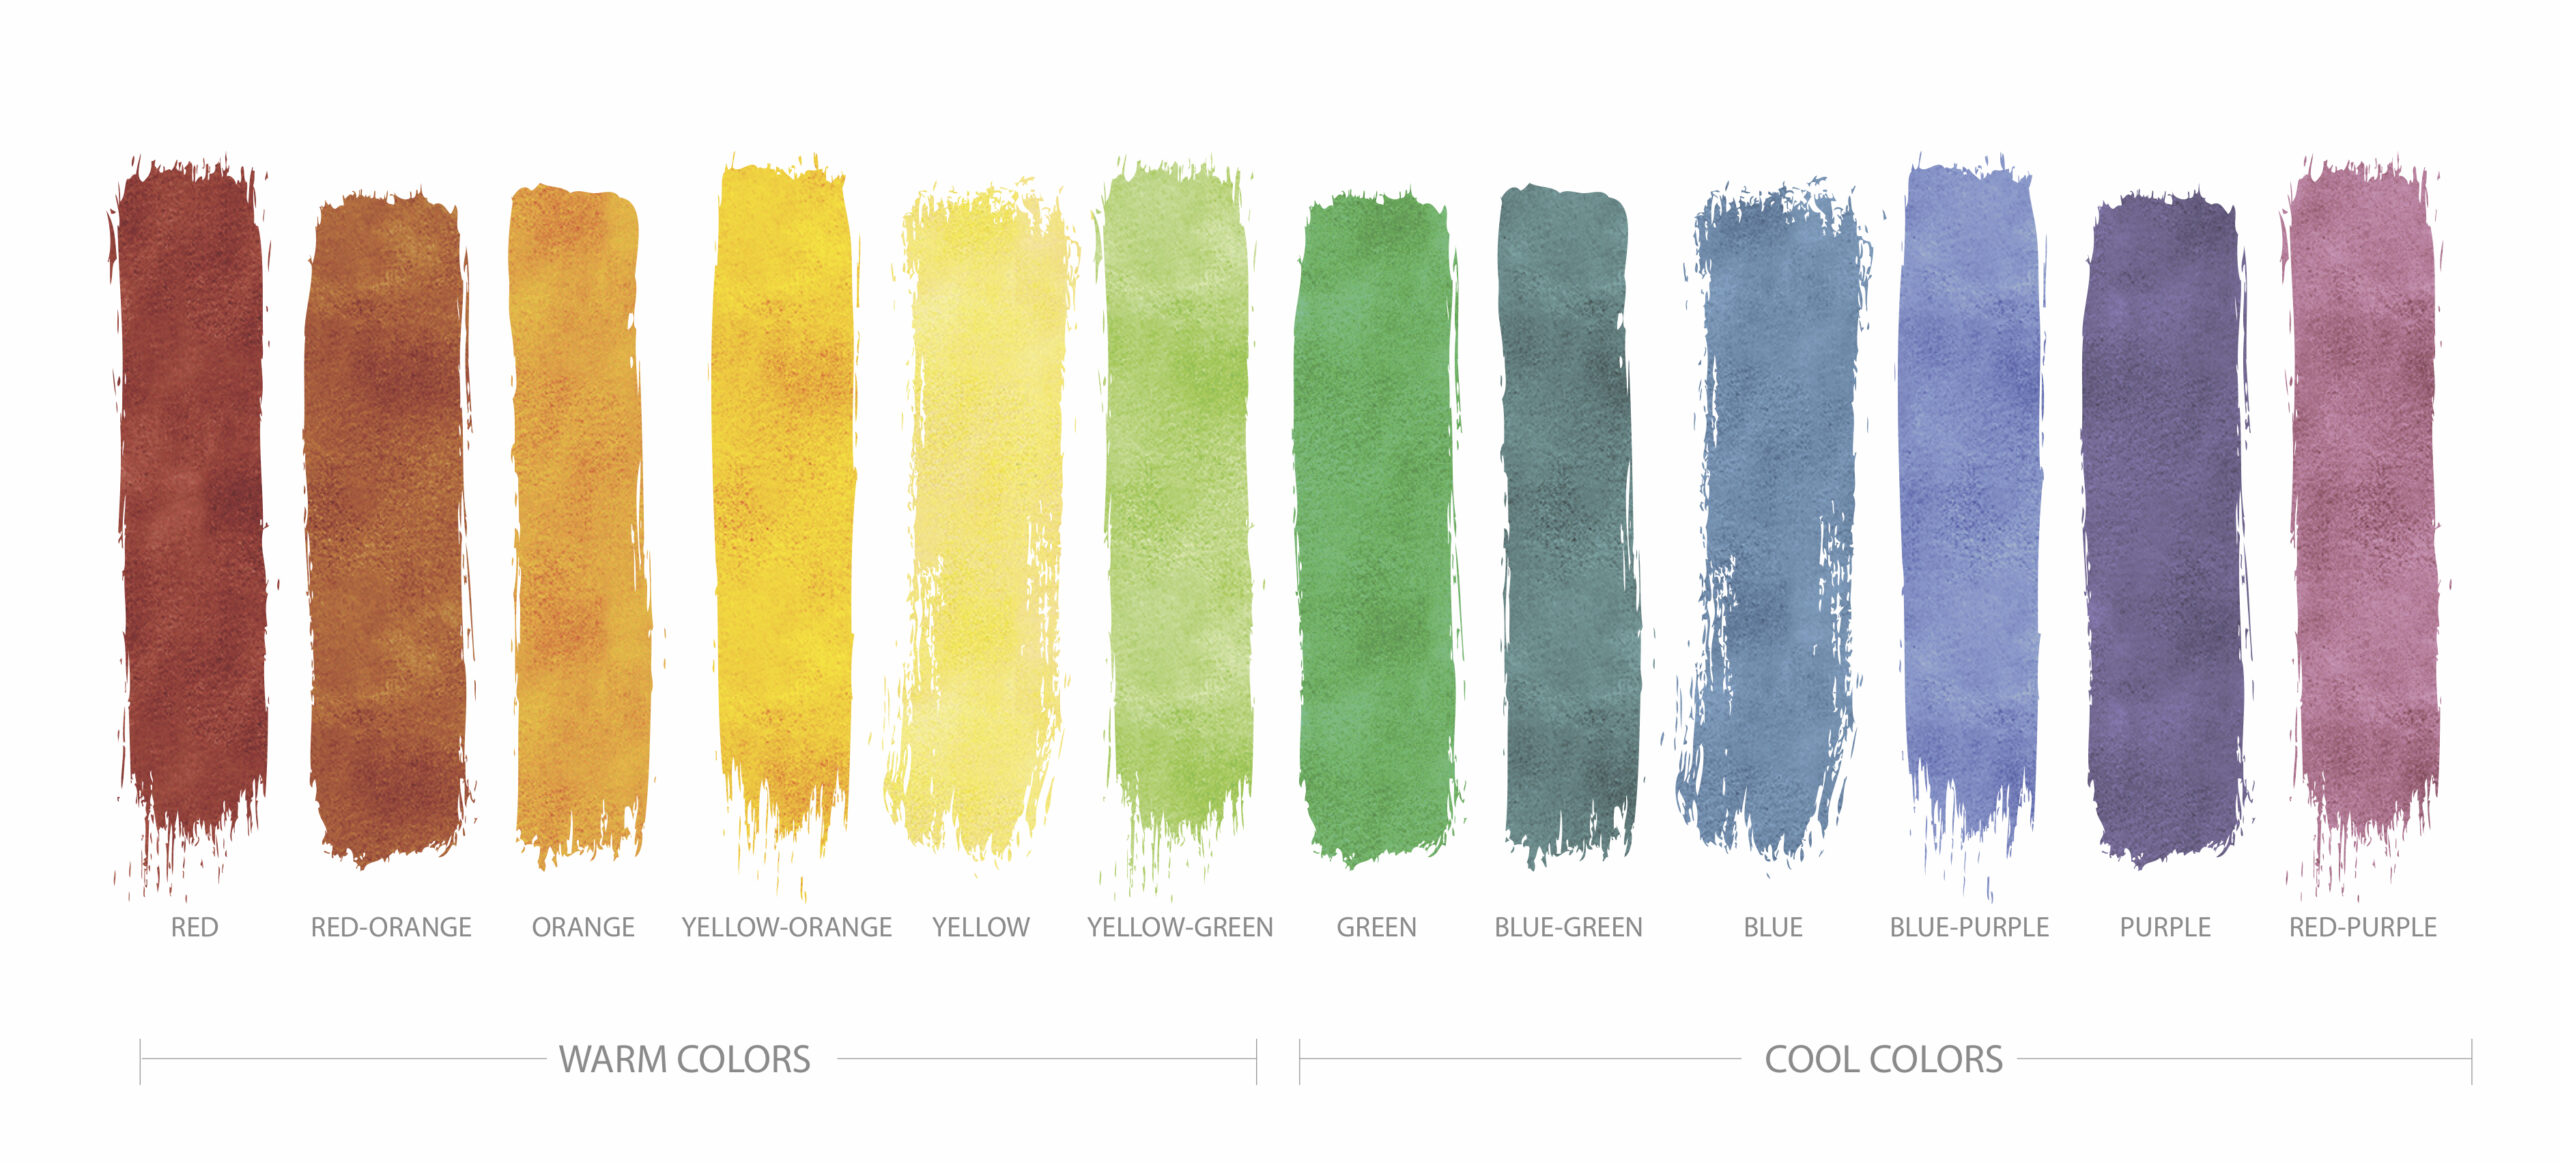 RED
RED-ORANGE
ORANGE
YELLOW-ORANGE
YELLOW
YELLOW-GREEN
GREEN
BLUE-GREEN
BLUE
BLUE-PURPLE
PURPLE
RED-PURPLE
WARM COLORS
COOL COLORS